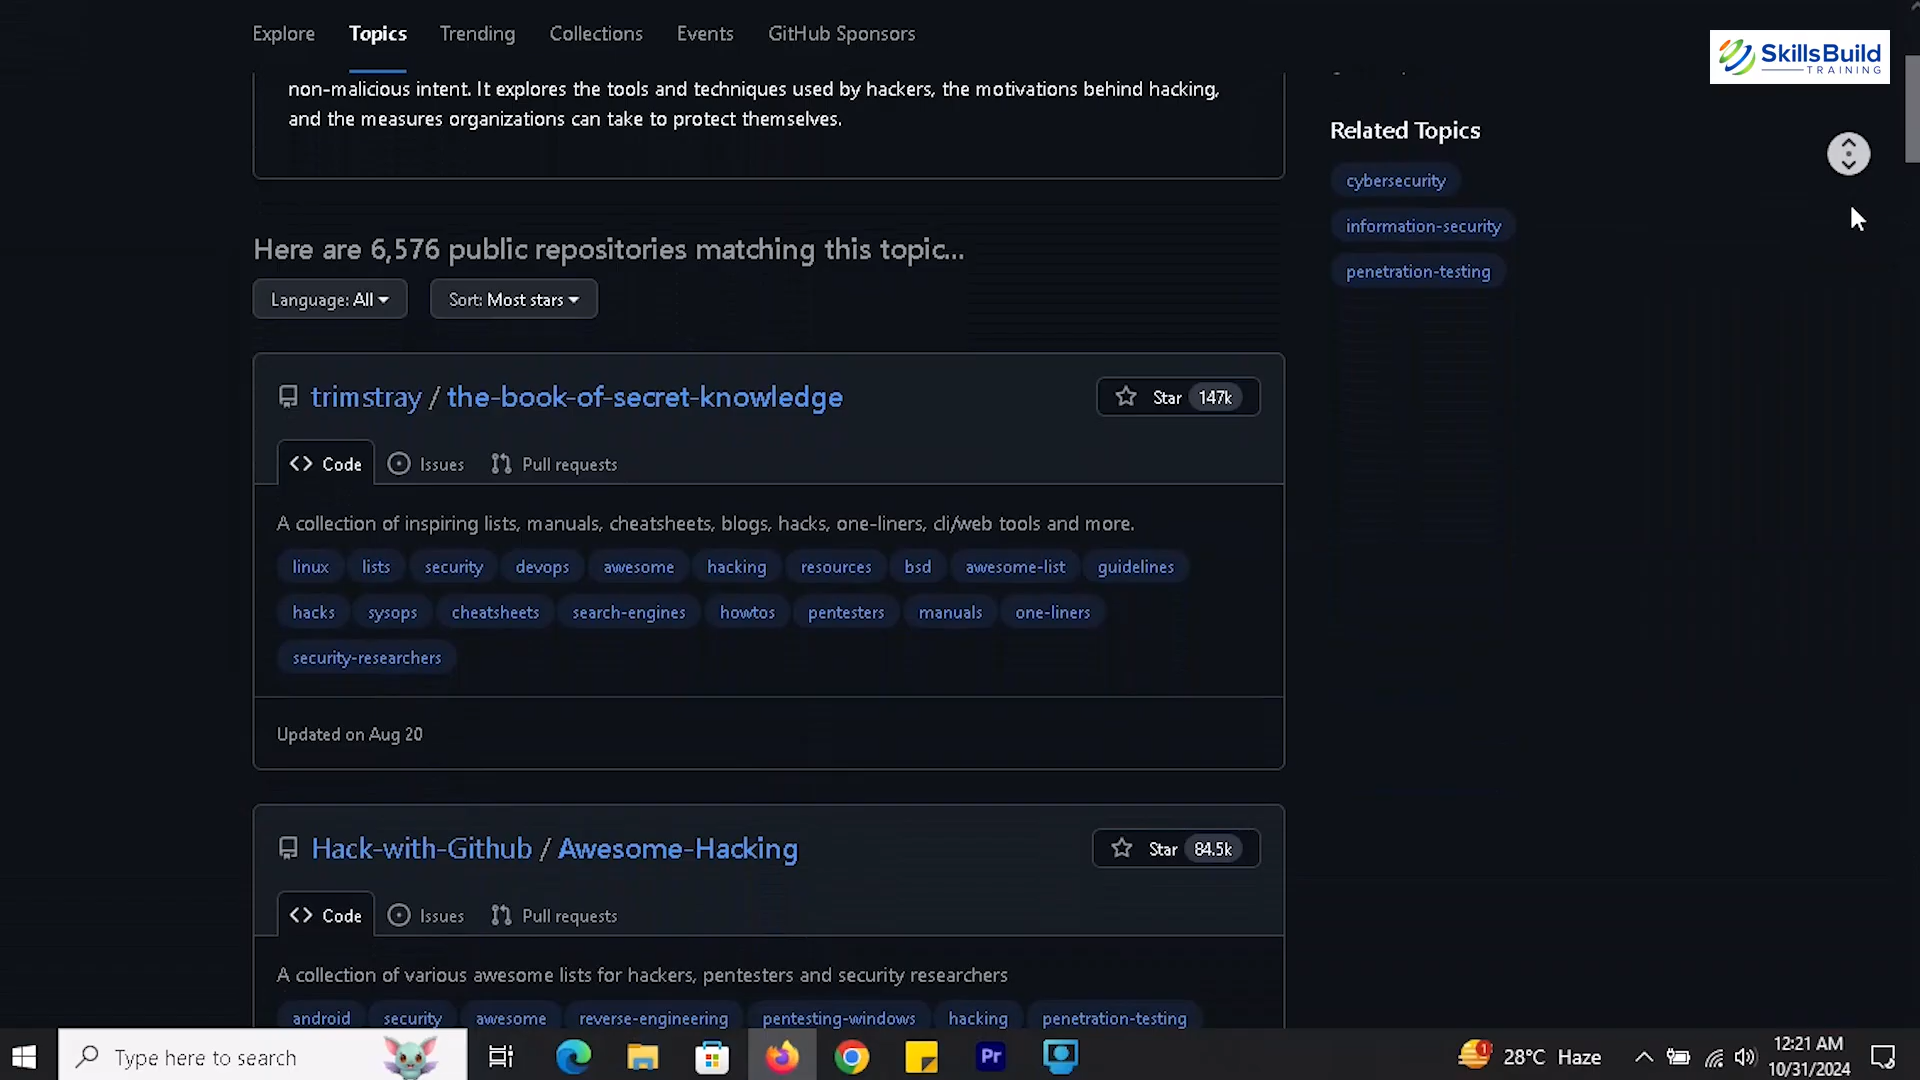 Explore Topics Trending Collections Events GitHub Sponsors
SkillsBuild
TRAINING
non-malicious intent. It explores the tools and techniques used by hackers, the motivations behind hacking,
and the measures organizations can take to protect themselves.
Related Topics
cybersecurity
information-security
penetration-testing
Here are 6,576 public repositories matching this topic...
Language: All Sort: Most stars
trimstray / the-book-of-secret-knowledge Star 147k
Code Issues Pull requests
A collection of inspiring lists, manuals, cheatsheets, blogs, hacks, one-liners, cli/web tools and more.
linux lists security devops awesome hacking resources bsd awesome-list guidelines
hacks sysops cheatsheets search-engines howtos pentesters manuals one-liners
security-researchers
Updated on Aug 20
Hack-with-Github / Awesome-Hacking Star 84.5k
Code Issues Pull requests
A collection of various awesome lists for hackers, pentesters and security researchers
android security awesome reverse-engineering pentesting-windows hacking penetration-testing
Type here to search Pr 1 28°C Haze 12:21 AM
10/31/2024